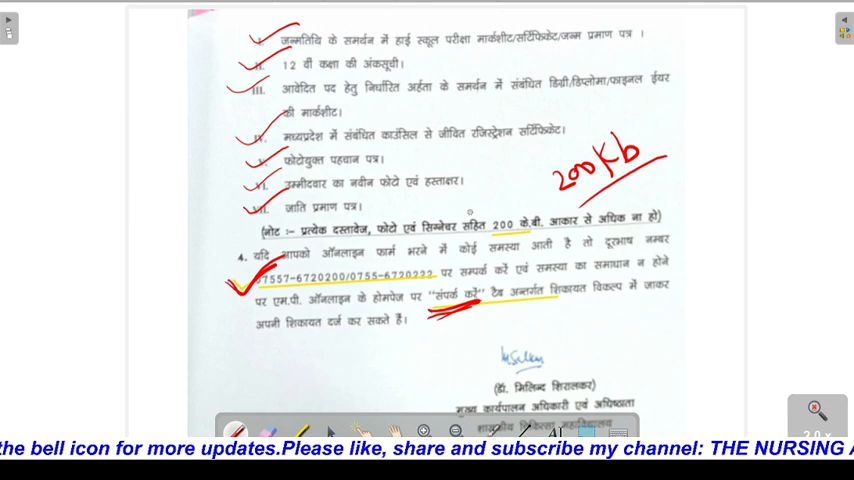 I. जन्मतिथि के समर्थन में हाई स्कूल परीक्षा मार्कशीट/सर्टिफिकेट/जन्म प्रमाण पत्र ।
II. 12 वीं कक्षा की अंकसूची।
III. आवेदित पद हेतु निर्धारित अर्हता के समर्थन में संबंधित डिग्री/डिप्लोमा/फाइनल ईयर
की मार्कशीट।
IV. मध्यप्रदेश में संबंधित काउंसिल से जीवित रजिस्ट्रेशन सर्टिफिकेट।
V. फोटोयुक्त पहचान पत्र।
VI. उम्मीदवार का नवीन फोटो एवं हस्ताक्षर।
VII. जाति प्रमाण पत्र।
200 Kb
(नोट :- प्रत्येक दस्तावेज, फोटो एवं सिग्नेचर सहित 200 के.बी. आकार से अधिक ना हो)
4. यदि आपको ऑनलाइन फार्म भरने में कोई समस्या आती है तो दूरभाष नम्बर
07557-6720200/0755-6720222 पर सम्पर्क करें एवं समस्या का समाधान न होने
पर एम.पी. ऑनलाइन के होमपेज पर "संपर्क करें" टैब अन्तर्गत शिकायत विकल्प में जाकर
अपनी शिकायत दर्ज कर सकते हैं।
(डॉ. मिलिन्द शिरालकर)
मुख्य कार्यपालन अधिकारी एवं अधिष्ठाता
शासकीय चिकित्सा महाविद्यालय
2.0 x
the bell icon for more updates.Please like, share and subscribe my channel: THE NURSING A